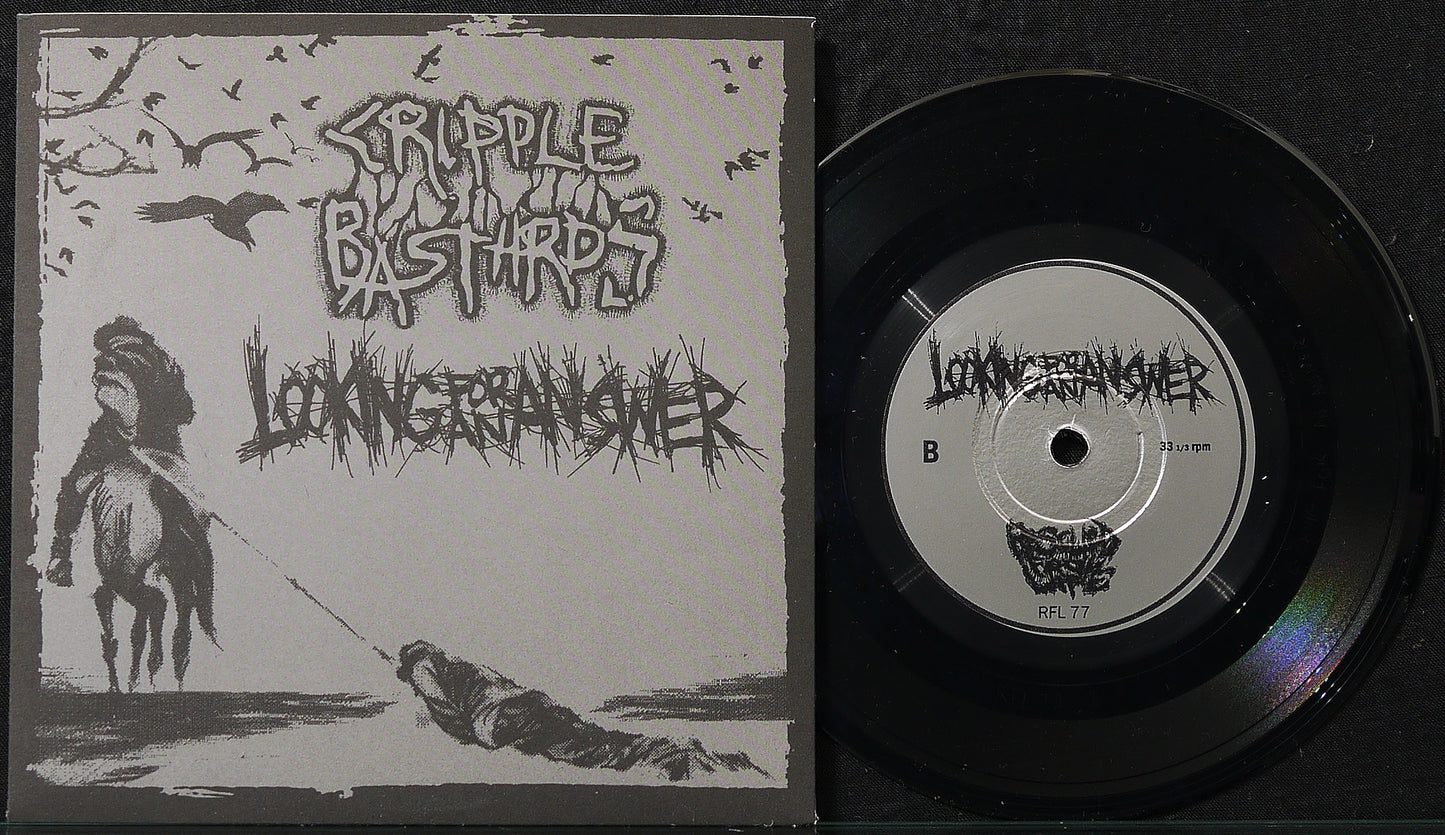 CRIPPLE
BASTARDS
LOOKING FOR AN ANSWER
LOOKING FOR AN ANSWER
B
33 1/3 rpm
RFL 77